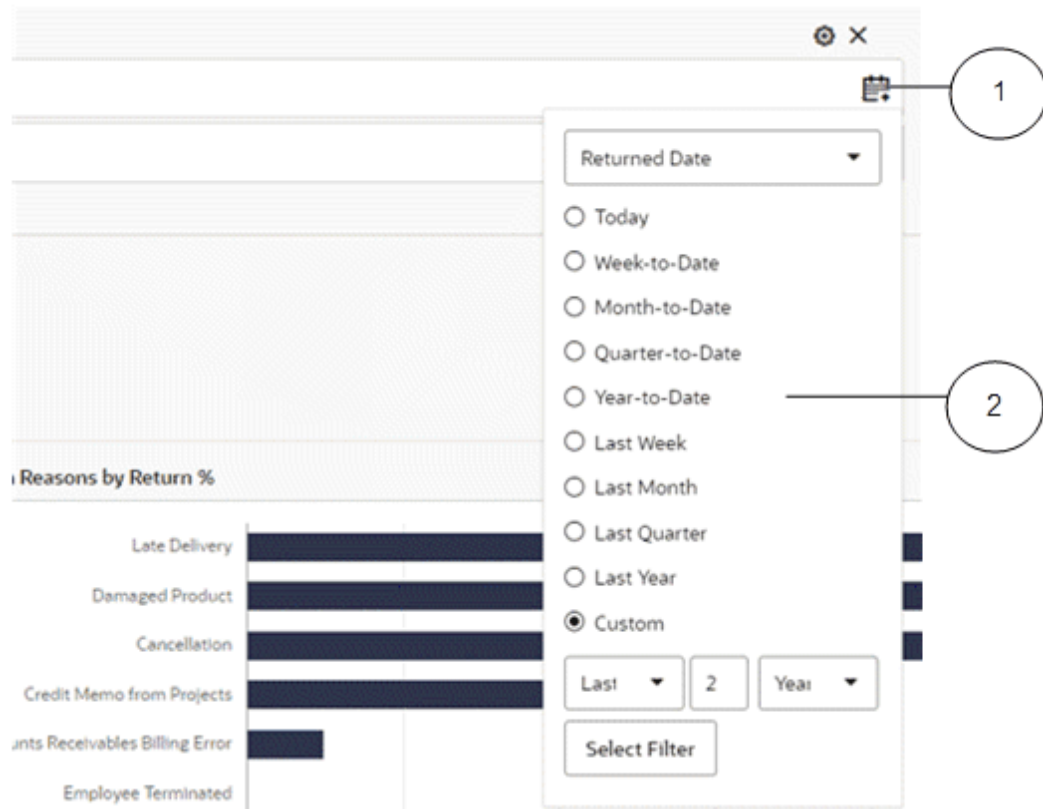 1
Returned Date
Today
Week-to-Date
Month-to-Date
Quarter-to-Date
Year-to-Date
2
Last Week
Last Month
Last Quarter
Last Year
Custom
Last 2 Year
Select Filter
Reasons by Return %
Late Delivery
Damaged Product
Cancellation
Credit Memo from Projects
Receivables Billing Error
Employee Terminated